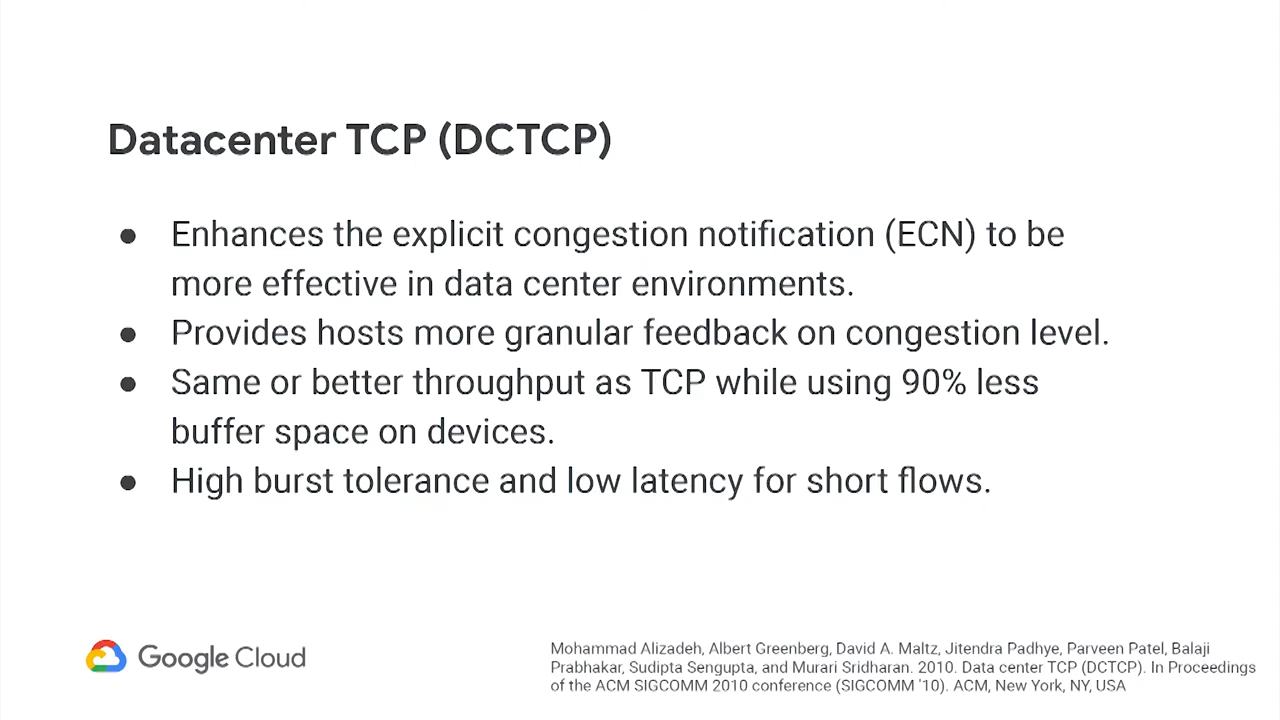 Datacenter TCP (DCTCP)
● Enhances the explicit congestion notification (ECN) to be
more effective in data center environments.
● Provides hosts more granular feedback on congestion level.
● Same or better throughput as TCP while using 90% less
buffer space on devices.
● High burst tolerance and low latency for short flows.
Google Cloud
Mohammad Alizadeh, Albert Greenberg, David A. Maltz, Jitendra Padhye, Parveen Patel, Balaji
Prabhakar, Sudipta Sengupta, and Murari Sridharan. 2010. Data center TCP (DCTCP). In Proceedings
of the ACM SIGCOMM 2010 conference (SIGCOMM '10). ACM, New York, NY, USA